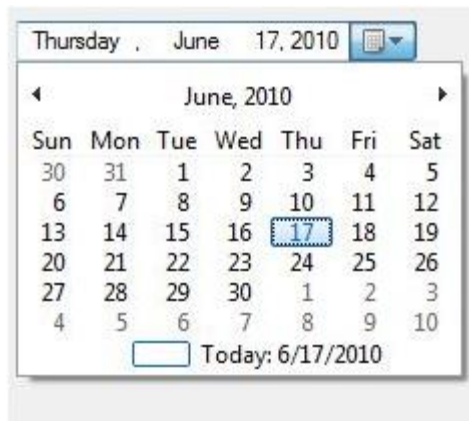 Thursday , June 17, 2010
June, 2010
Sun Mon Tue Wed Thu Fri Sat
30 31 1 2 3 4 5
6 7 8 9 10 11 12
13 14 15 16 17 18 19
20 21 22 23 24 25 26
27 28 29 30 1 2 3
4 5 6 7 8 9 10
Today: 6/17/2010